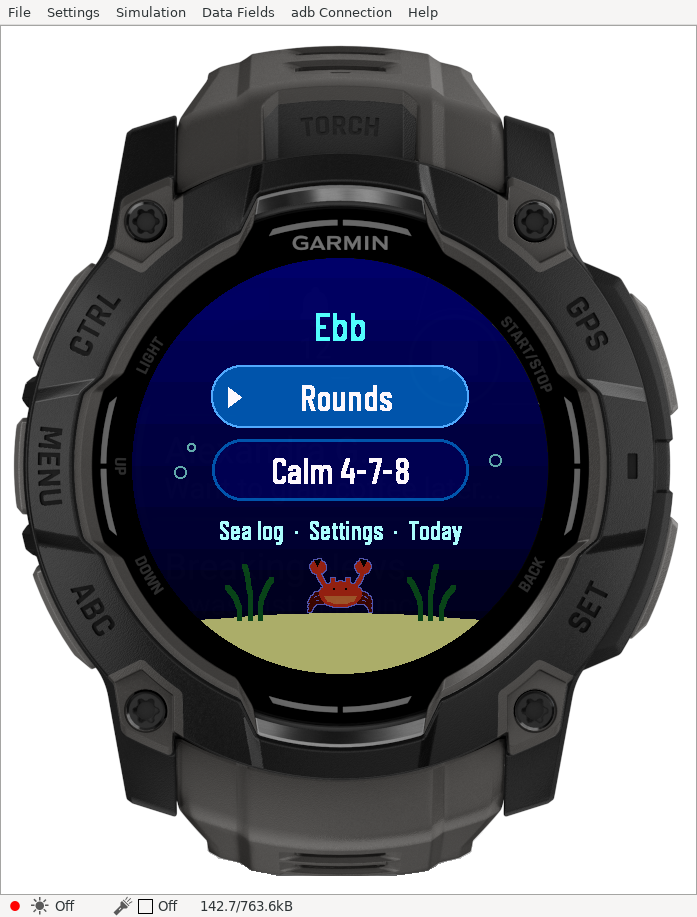 File Settings Simulation Data Fields adb Connection Help
TORCH
GARMIN
CTRL
LIGHT
START/STOP
GPS
Ebb
Rounds
Calm 4-7-8
MENU
UP
Sea log · Settings · Today
DOWN
BACK
ABC
SET
Off
Off
142.7/763.6kB